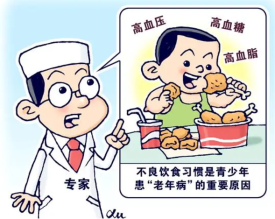 高血压
高血糖
高血脂
专家
不良饮食习惯是青少年
患“老年病”的重要原因